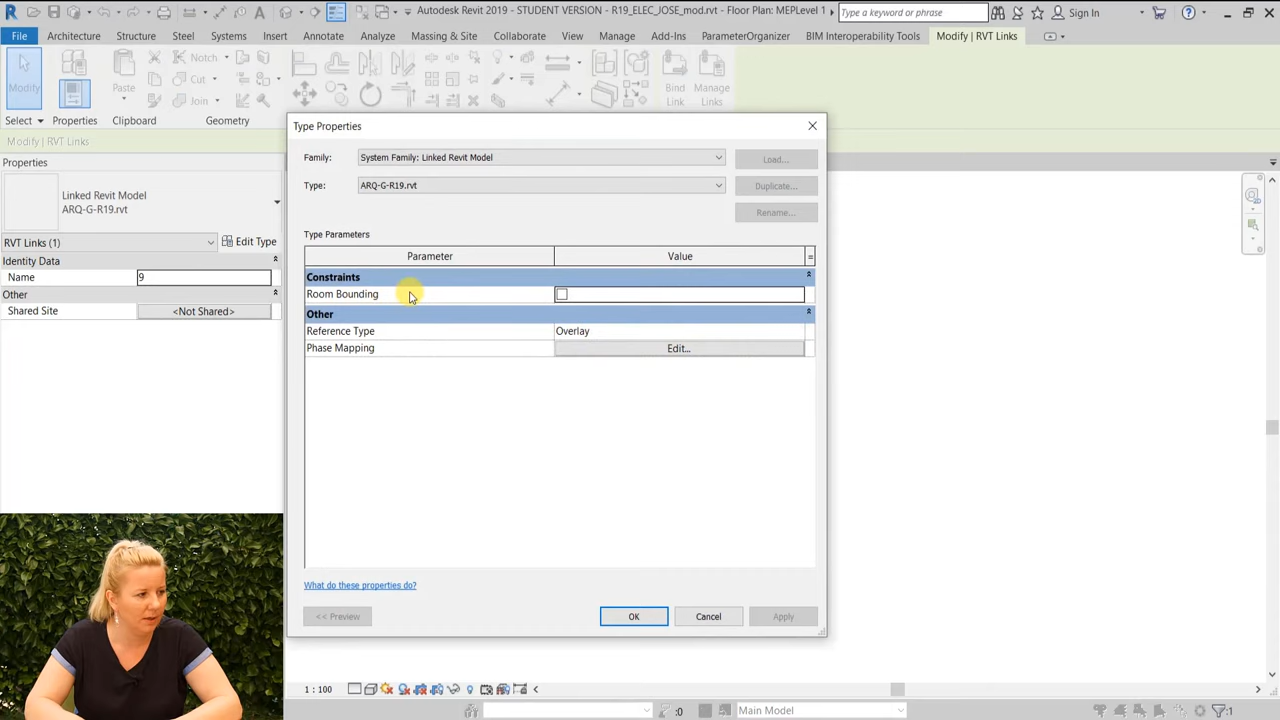 Autodesk Revit 2019 - STUDENT VERSION - R19_ELEC_JOSE_mod.rvt - Floor Plan: MEPLevel 1
Type a keyword or phrase
Sign In
File Architecture Structure Steel Systems Insert Annotate Analyze Massing & Site Collaborate View Manage Add-Ins ParameterOrganizer BIM Interoperability Tools Modify | RVT Links
Modify
Paste
Notch
Cut
Join
Bind Link
Manage Links
Select Properties Clipboard Geometry
Modify | RVT Links
Properties
Linked Revit Model
ARQ-G-R19.rvt
RVT Links (1) Edit Type
Identity Data
Name 9
Other
Shared Site <Not Shared>
Type Properties
Family: System Family: Linked Revit Model Load...
Type: ARQ-G-R19.rvt Duplicate...
Rename...
Type Parameters
Parameter Value =
Constraints
Room Bounding
Other
Reference Type Overlay
Phase Mapping Edit...
What do these properties do?
<< Preview OK Cancel Apply
1 : 100
:0 Main Model :1